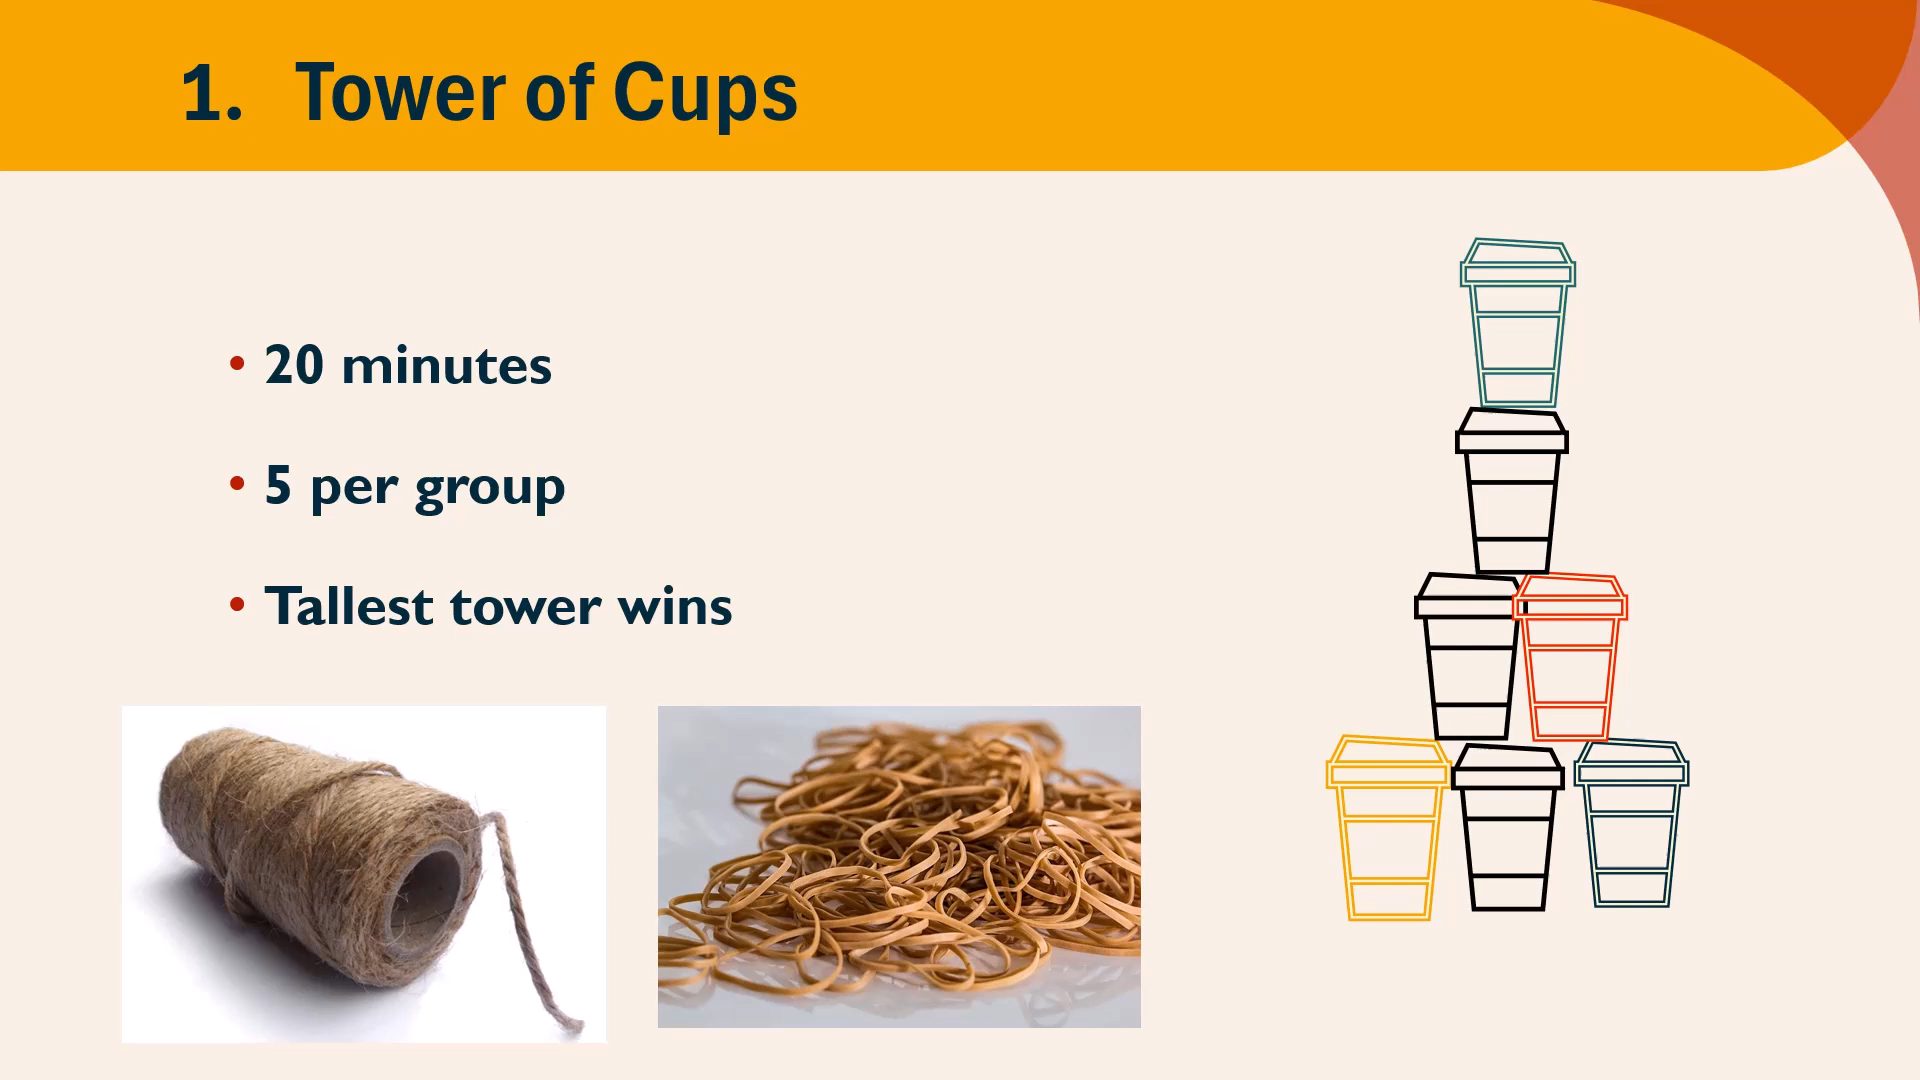 1. Tower of Cups
• 20 minutes
• 5 per group
• Tallest tower wins